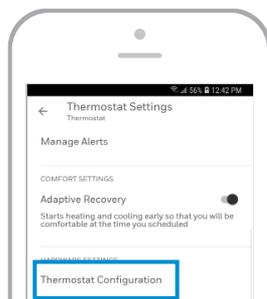 56% 12:42 PM
Thermostat Settings
Thermostat
Manage Alerts
COMFORT SETTINGS
Adaptive Recovery
Starts heating and cooling early so that you will be
comfortable at the time you scheduled
HARDWARE SETTINGS
Thermostat Configuration